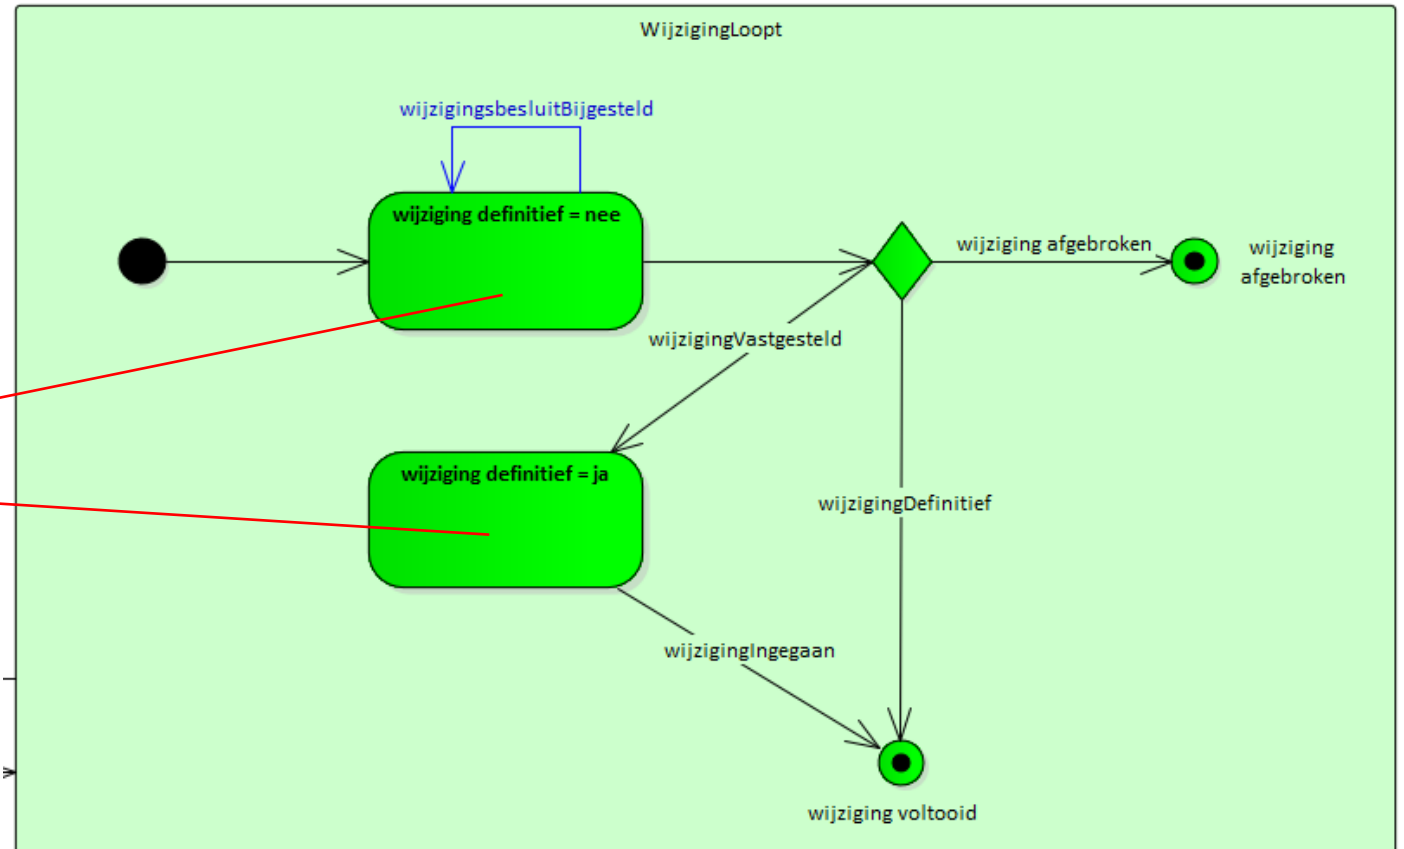 WijzigingLoopt
wijzigingsbesluitBijgesteld
wijziging definitief = nee
wijziging afgebroken
wijziging
afgebroken
wijzigingVastgesteld
wijziging definitief = ja
wijzigingDefinitief
wijzigingIngegaan
wijziging voltooid